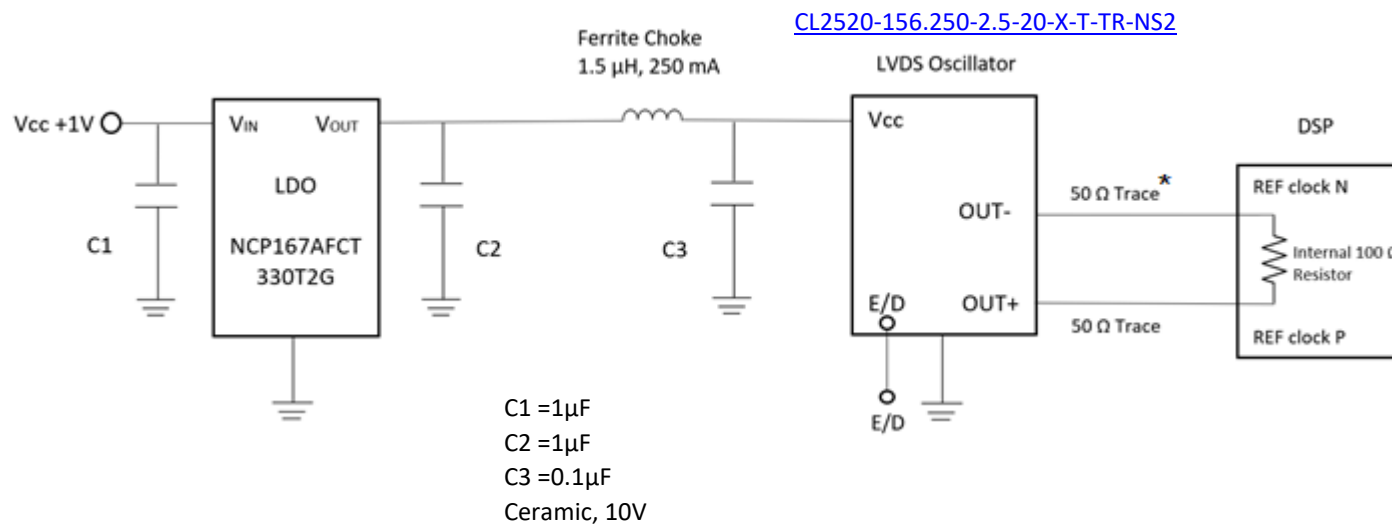 CL2520-156.250-2.5-20-X-T-TR-NS2
Ferrite Choke
1.5 µH, 250 mA
LVDS Oscillator
Vcc +1V
VIN
VOUT
LDO
NCP167AFCT
330T2G
C1
C2
C3
Vcc
OUT-
OUT+
E/D
E/D
50 Ω Trace*
50 Ω Trace
DSP
REF clock N
Internal 100 Ω
Resistor
REF clock P
C1 =1µF
C2 =1µF
C3 =0.1µF
Ceramic, 10V